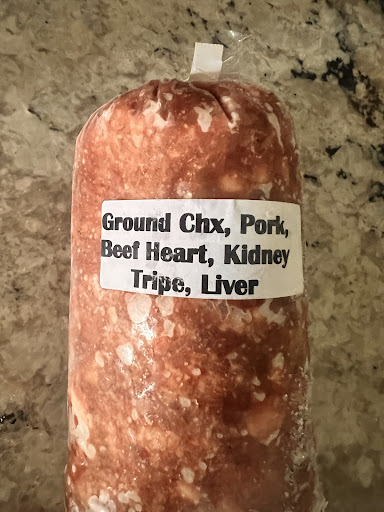 Ground Chx, Pork,
Beef Heart, Kidney
Tripe, Liver